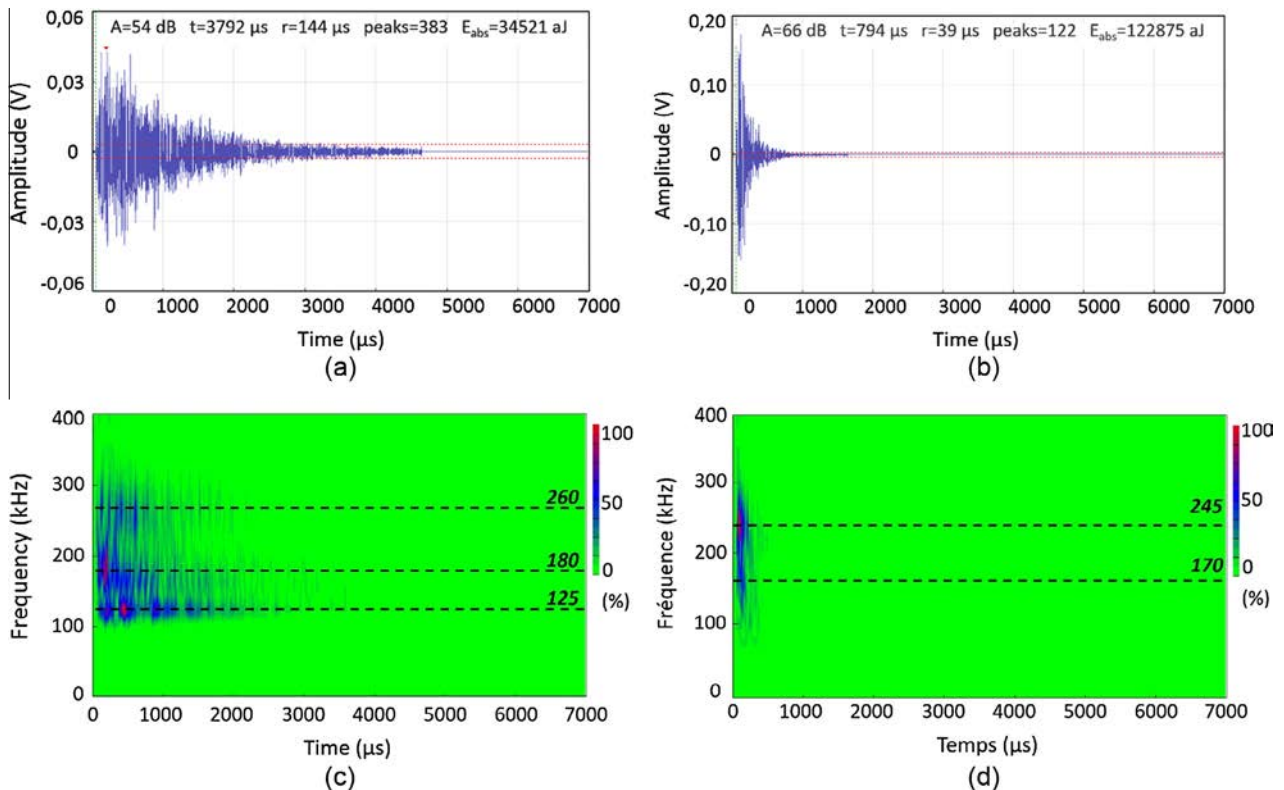 A=54 dB t=3792 µs r=144 µs peaks=383 Eabs=34521 aJ
0,06
0,03
0
-0,03
-0,06
Amplitude (V)
0 1000 2000 3000 4000 5000 6000 7000
Time (µs)
(a)
A=66 dB t=794 µs r=39 µs peaks=122 Eabs=122875 aJ
0,20
0,10
0
-0,10
-0,20
Amplitude (V)
0 1000 2000 3000 4000 5000 6000 7000
Time (µs)
(b)
400
300
200
100
0
Frequency (kHz)
260
180
125
100
50
0
(%)
0 1000 2000 3000 4000 5000 6000 7000
Time (µs)
(c)
400
300
200
100
0
Fréquence (kHz)
245
170
100
50
0
(%)
0 1000 2000 3000 4000 5000 6000 7000
Temps (µs)
(d)